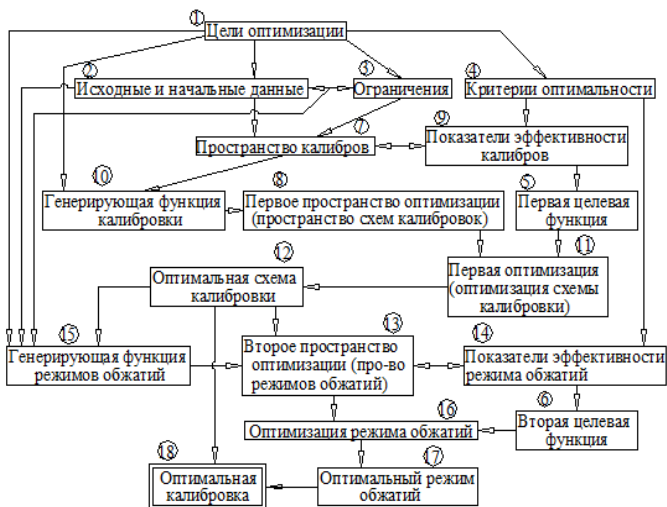 1
Цели оптимизации
2
Исходные и начальные данные
3
Ограничения
4
Критерии оптимальности
7
Пространство калибров
9
Показатели эффективности
калибров
10
Генерирующая функция
калибровки
8
Первое пространство оптимизации
(пространство схем калибровок)
5
Первая целевая
функция
12
Оптимальная схема
калибровки
11
Первая оптимизация
(оптимизация схемы
калибровки)
15
Генерирующая функция
режимов обжатий
13
Второе пространство
оптимизации (про-во
режимов обжатий)
14
Показатели эффективности
режима обжатий
16
Оптимизация режима обжатий
6
Вторая целевая
функция
18
Оптимальная
калибровка
17
Оптимальный режим
обжатий